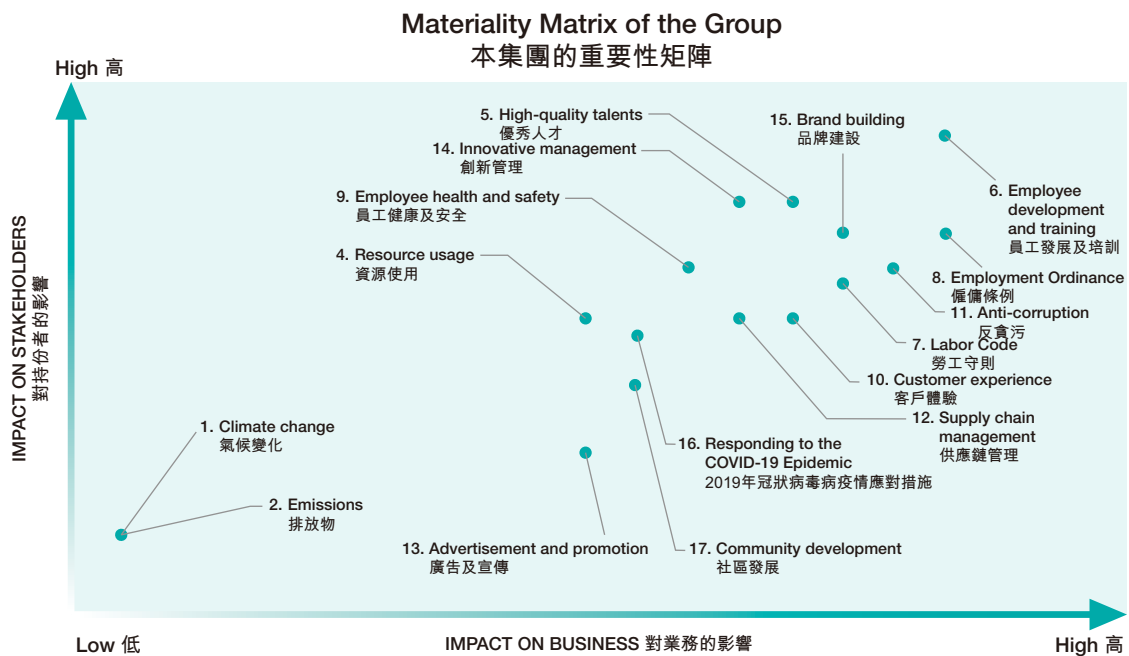 Materiality Matrix of the Group
本集團的重要性矩陣
High 高
IMPACT ON STAKEHOLDERS
對持份者的影響
5. High-quality talents
優秀人才
14. Innovative management
創新管理
9. Employee health and safety
員工健康及安全
4. Resource usage
資源使用
15. Brand building
品牌建設
6. Employee
development
and training
員工發展及培訓
8. Employment Ordinance
僱傭條例
11. Anti-corruption
反貪污
7. Labor Code
勞工守則
10. Customer experience
客戶體驗
12. Supply chain
management
供應鏈管理
1. Climate change
氣候變化
2. Emissions
排放物
16. Responding to the
COVID-19 Epidemic
2019年冠狀病毒病疫情應對措施
13. Advertisement and promotion
廣告及宣傳
17. Community development
社區發展
Low 低
IMPACT ON BUSINESS 對業務的影響
High 高